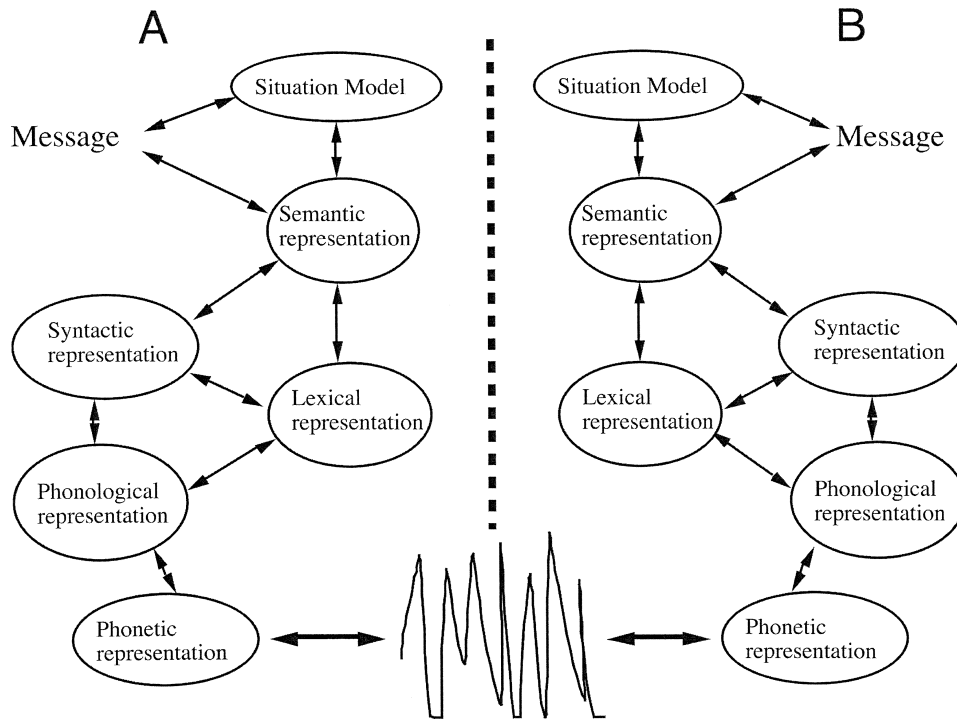 A
B
Situation Model
Situation Model
Message
Message
Semantic
representation
Semantic
representation
Syntactic
representation
Syntactic
representation
Lexical
representation
Lexical
representation
Phonological
representation
Phonological
representation
Phonetic
representation
Phonetic
representation